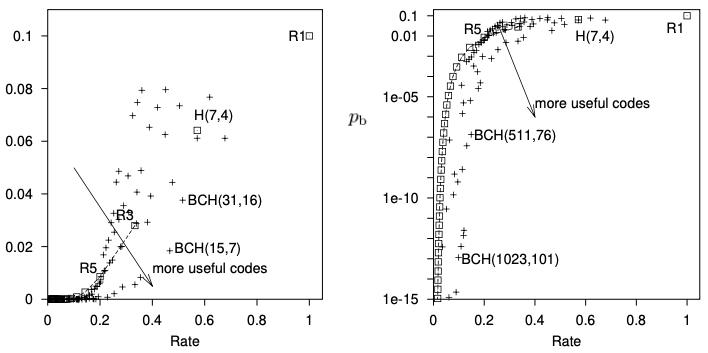 0.1
R1
0.08
H(7,4)
0.06
0.04
BCH(31,16)
R3
0.02
BCH(15,7)
R5
more useful codes
0
0 0.2 0.4 0.6 0.8 1
Rate
p_b
0.1
R5
R1
0.01
H(7,4)
1e-05
more useful codes
BCH(511,76)
1e-10
BCH(1023,101)
1e-15
0 0.2 0.4 0.6 0.8 1
Rate